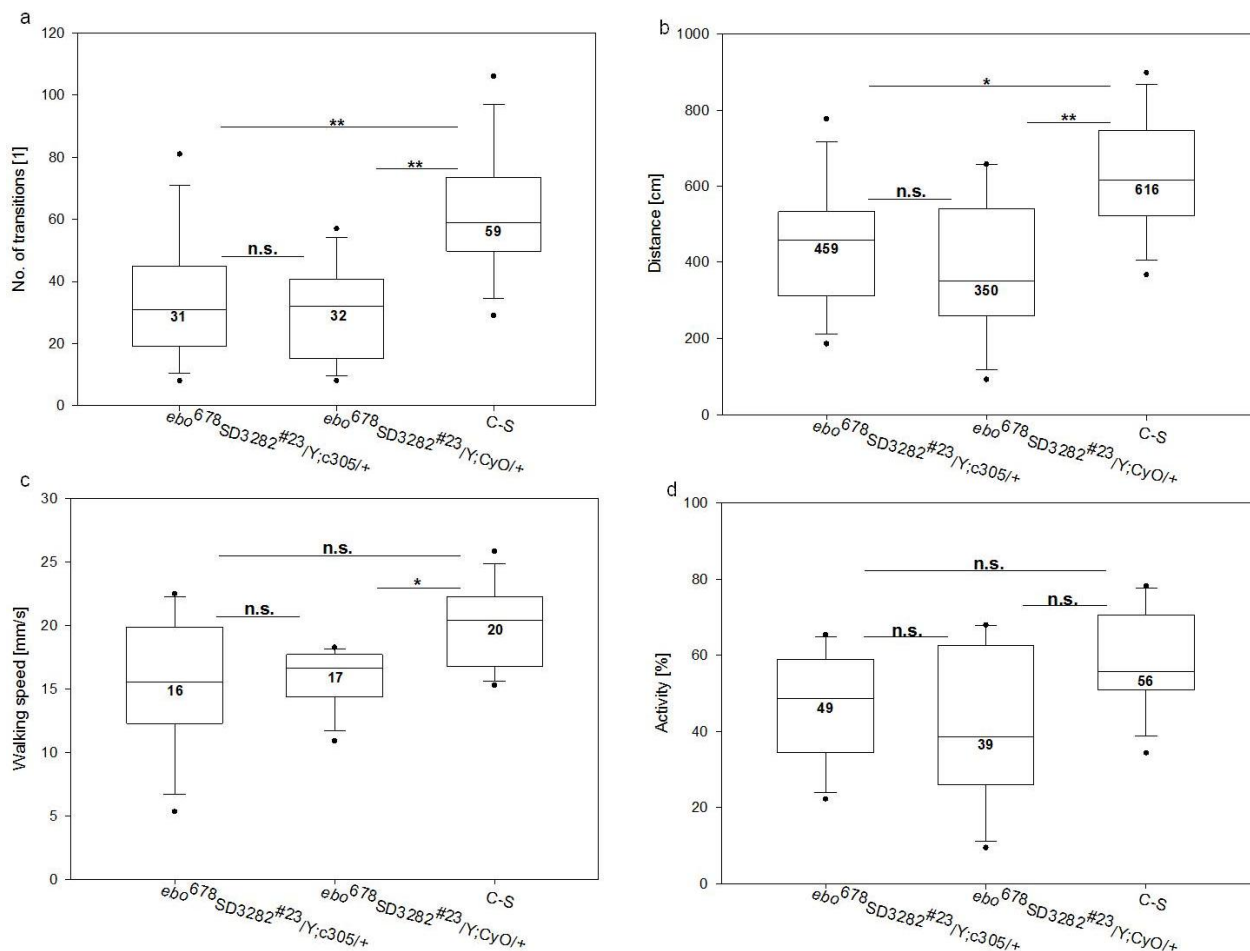 a
No. of transitions [1]
120
100
80
60
40
20
0
**
**
n.s.
31
32
59
ebo678SD3282#23/Y;c305/+
ebo678SD3282#23/Y;CyO/+
C-S
b
Distance [cm]
1000
800
600
400
200
0
*
**
n.s.
459
350
616
ebo678SD3282#23/Y;c305/+
ebo678SD3282#23/Y;CyO/+
C-S
c
Walking speed [mm/s]
30
25
20
15
10
5
0
n.s.
*
n.s.
16
17
20
ebo678SD3282#23/Y;c305/+
ebo678SD3282#23/Y;CyO/+
C-S
d
Activity [%]
100
80
60
40
20
0
n.s.
n.s.
n.s.
49
39
56
ebo678SD3282#23/Y;c305/+
ebo678SD3282#23/Y;CyO/+
C-S